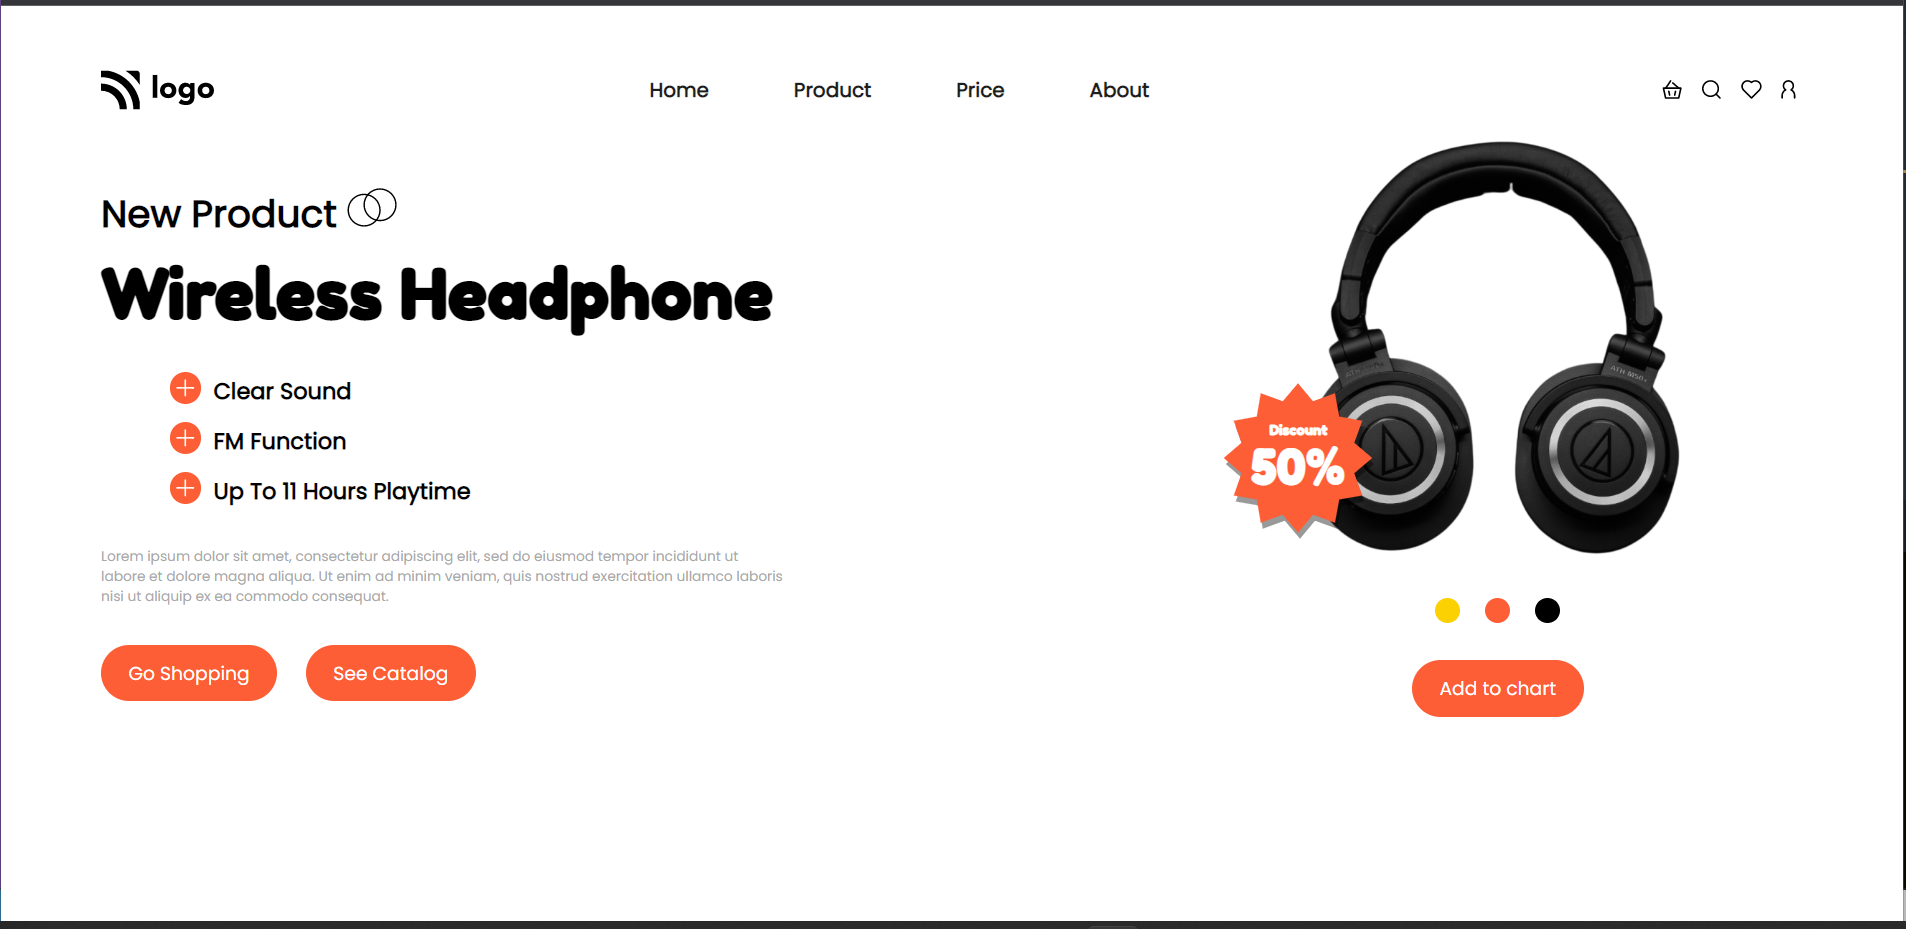 logo
Home
Product
Price
About
New Product
Wireless Headphone
Clear Sound
FM Function
Up To 11 Hours Playtime
Lorem ipsum dolor sit amet, consectetur adipiscing elit, sed do eiusmod tempor incididunt ut
labore et dolore magna aliqua. Ut enim ad minim veniam, quis nostrud exercitation ullamco laboris
nisi ut aliquip ex ea commodo consequat.
Go Shopping
See Catalog
Discount
50%
Add to chart